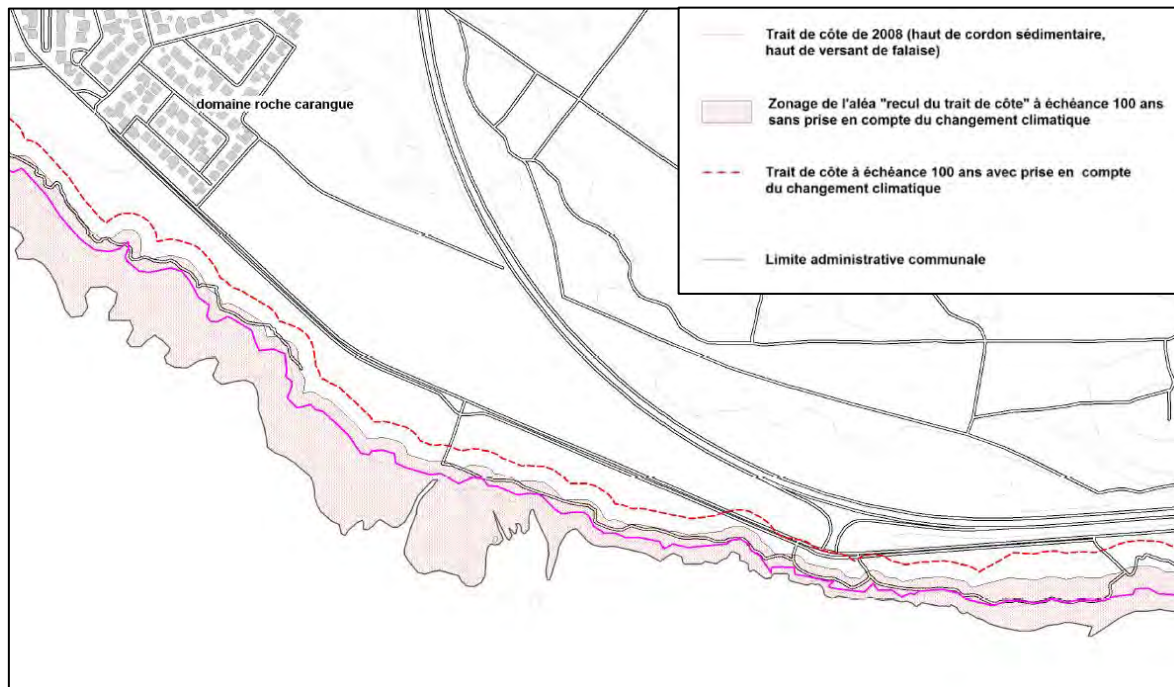 Trait de côte de 2008 (haut de cordon sédimentaire,
haut de versant de falaise)
domaine roche carangue
Zonage de l'aléa "recul du trait de côte" à échéance 100 ans
sans prise en compte du changement climatique
Trait de côte à échéance 100 ans avec prise en compte
du changement climatique
Limite administrative communale